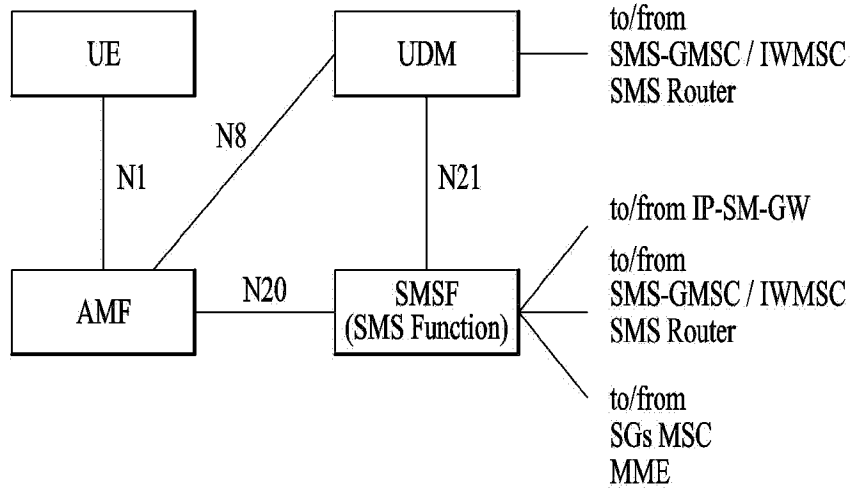 UE
UDM
to/from
SMS-GMSC / IWMSC
SMS Router
N8
N1
N21
to/from IP-SM-GW
AMF
N20
SMSF
(SMS Function)
to/from
SMS-GMSC / IWMSC
SMS Router
to/from
SGs MSC
MME